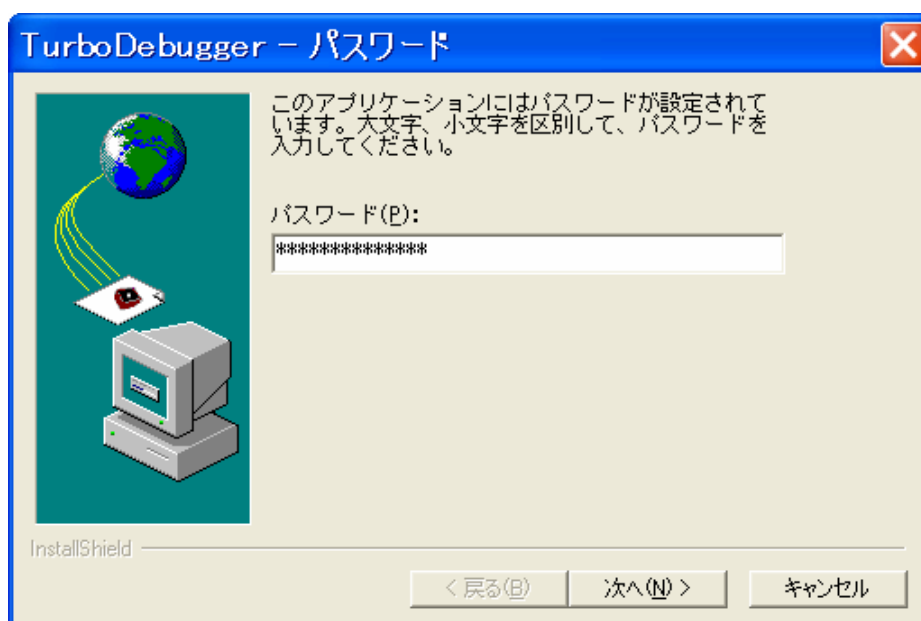 TurboDebugger - パスワード
このアプリケーションにはパスワードが設定されて
います。大文字、小文字を区別して、パスワードを
入力してください。
パスワード(P):
**************
InstallShield
< 戻る(B)
次へ(N) >
キャンセル